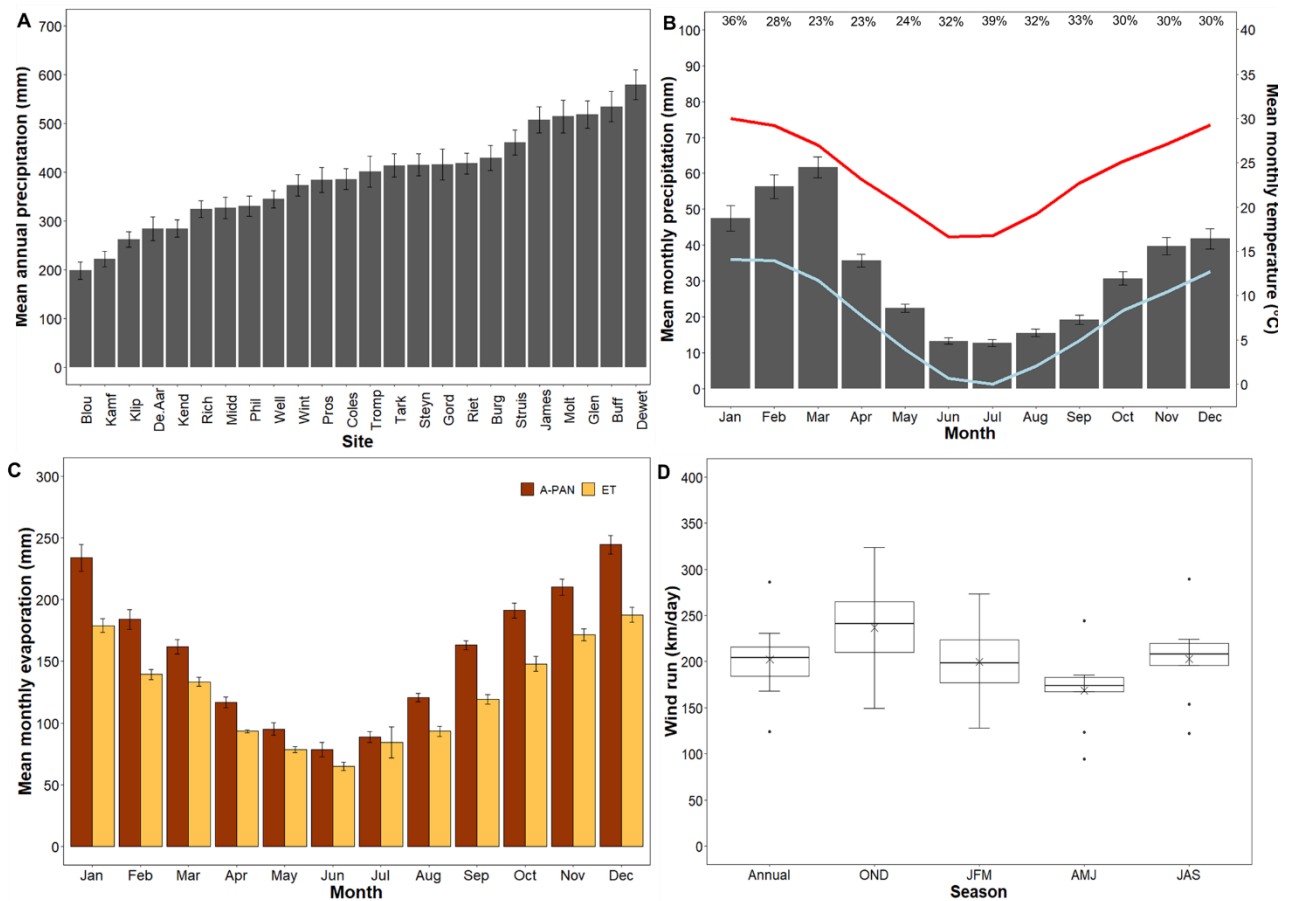 A
Mean annual preciptation (mm)
700
600
500
400
300
200
100
0
Blou Kamf Klip De.Aar Kend Rich Midd Phil Well Wint Pros Coles Tromp Tark Steyn Gord Riet Burg Struis James Molt Glen Buff Dewet
Site
B
36% 28% 23% 23% 24% 32% 39% 32% 33% 30% 30% 30%
Mean monthly precipitation (mm)
100
90
80
70
60
50
40
30
20
10
0
40
35
30
25
20
15
10
5
0
Mean monthly temperature (°C)
Jan Feb Mar Apr May Jun Jul Aug Sep Oct Nov Dec
Month
C
Mean monthly evaporation (mm)
300
250
200
150
100
50
0
A-PAN ET
Jan Feb Mar Apr May Jun Jul Aug Sep Oct Nov Dec
Month
D
Wind run (km/day)
400
350
300
250
200
150
100
50
0
Annual OND JFM AMJ JAS
Season